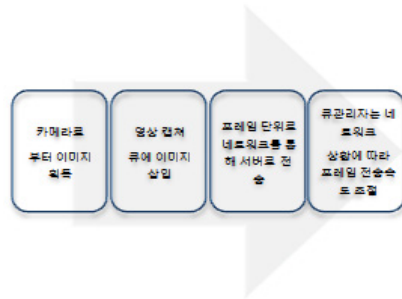 카메라로
부터 이미지
획득
영상 캡쳐
큐에 이미지
삽입
프레임 단위로
네트워크를 통
해 서버로 전
송
큐관리자는 네
트워크
상황에 따라
프레임 전송속
도 조절